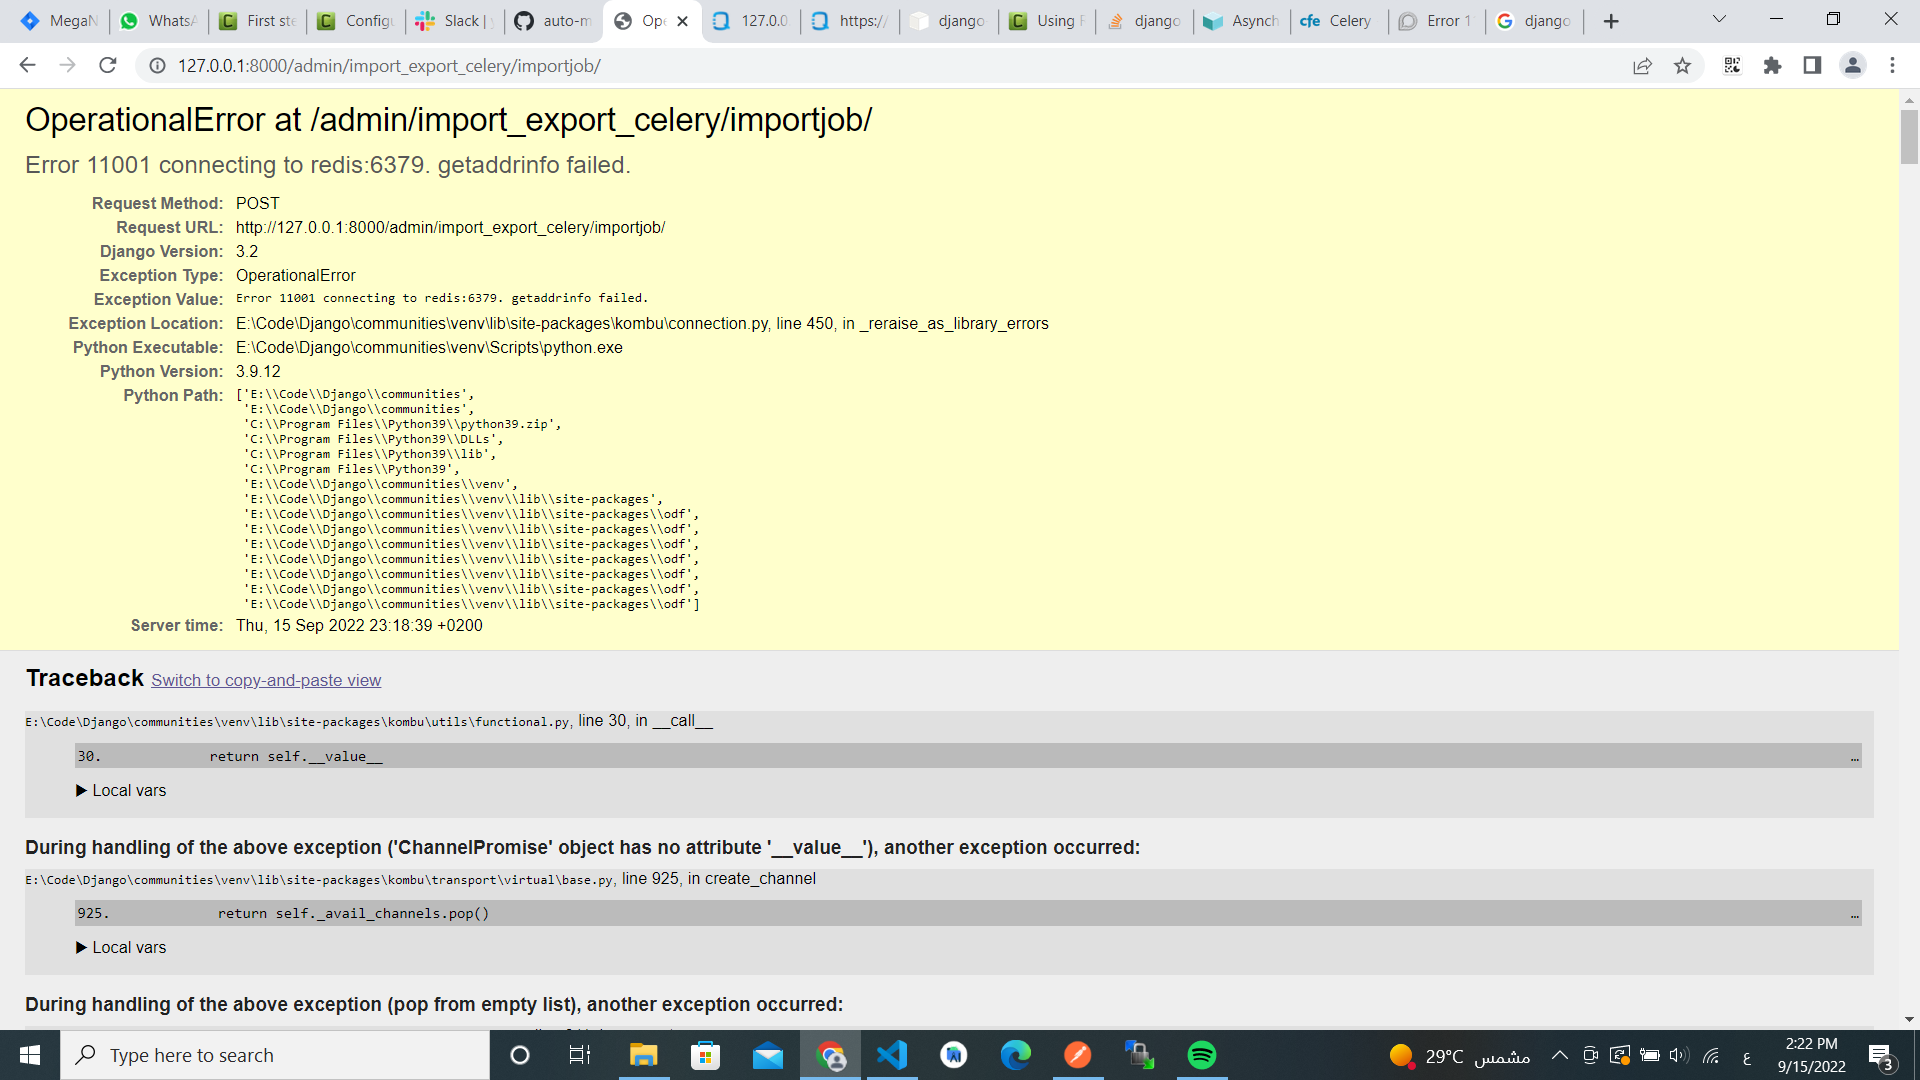 MegaN
WhatsA
First ste
Configu
Slack | y
auto-m
Ope
127.0.0.
https://
django-
Using R
django
Asynch
cfe Celery
Error 11
django
127.0.0.1:8000/admin/import_export_celery/importjob/
OperationalError at /admin/import_export_celery/importjob/
Error 11001 connecting to redis:6379. getaddrinfo failed.
Request Method: POST
Request URL: http://127.0.0.1:8000/admin/import_export_celery/importjob/
Django Version: 3.2
Exception Type: OperationalError
Exception Value: Error 11001 connecting to redis:6379. getaddrinfo failed.
Exception Location: E:\Code\Django\communities\venv\lib\site-packages\kombu\connection.py, line 450, in _reraise_as_library_errors
Python Executable: E:\Code\Django\communities\venv\Scripts\python.exe
Python Version: 3.9.12
Python Path: ['E:\\Code\\Django\\communities',
'E:\\Code\\Django\\communities',
'C:\\Program Files\\Python39\\python39.zip',
'C:\\Program Files\\Python39\\DLLs',
'C:\\Program Files\\Python39\\lib',
'C:\\Program Files\\Python39',
'E:\\Code\\Django\\communities\\venv',
'E:\\Code\\Django\\communities\\venv\\lib\\site-packages',
'E:\\Code\\Django\\communities\\venv\\lib\\site-packages\\odf',
'E:\\Code\\Django\\communities\\venv\\lib\\site-packages\\odf',
'E:\\Code\\Django\\communities\\venv\\lib\\site-packages\\odf',
'E:\\Code\\Django\\communities\\venv\\lib\\site-packages\\odf',
'E:\\Code\\Django\\communities\\venv\\lib\\site-packages\\odf',
'E:\\Code\\Django\\communities\\venv\\lib\\site-packages\\odf',
'E:\\Code\\Django\\communities\\venv\\lib\\site-packages\\odf']
Server time: Thu, 15 Sep 2022 23:18:39 +0200
Traceback Switch to copy-and-paste view
E:\Code\Django\communities\venv\lib\site-packages\kombu\utils\functional.py, line 30, in __call__
30. return self.__value__ …
▶ Local vars
During handling of the above exception ('ChannelPromise' object has no attribute '__value__'), another exception occurred:
E:\Code\Django\communities\venv\lib\site-packages\kombu\transport\virtual\base.py, line 925, in create_channel
925. return self._avail_channels.pop() …
▶ Local vars
During handling of the above exception (pop from empty list), another exception occurred:
Type here to search
29°C مشمس
ع
2:22 PM
9/15/2022
3